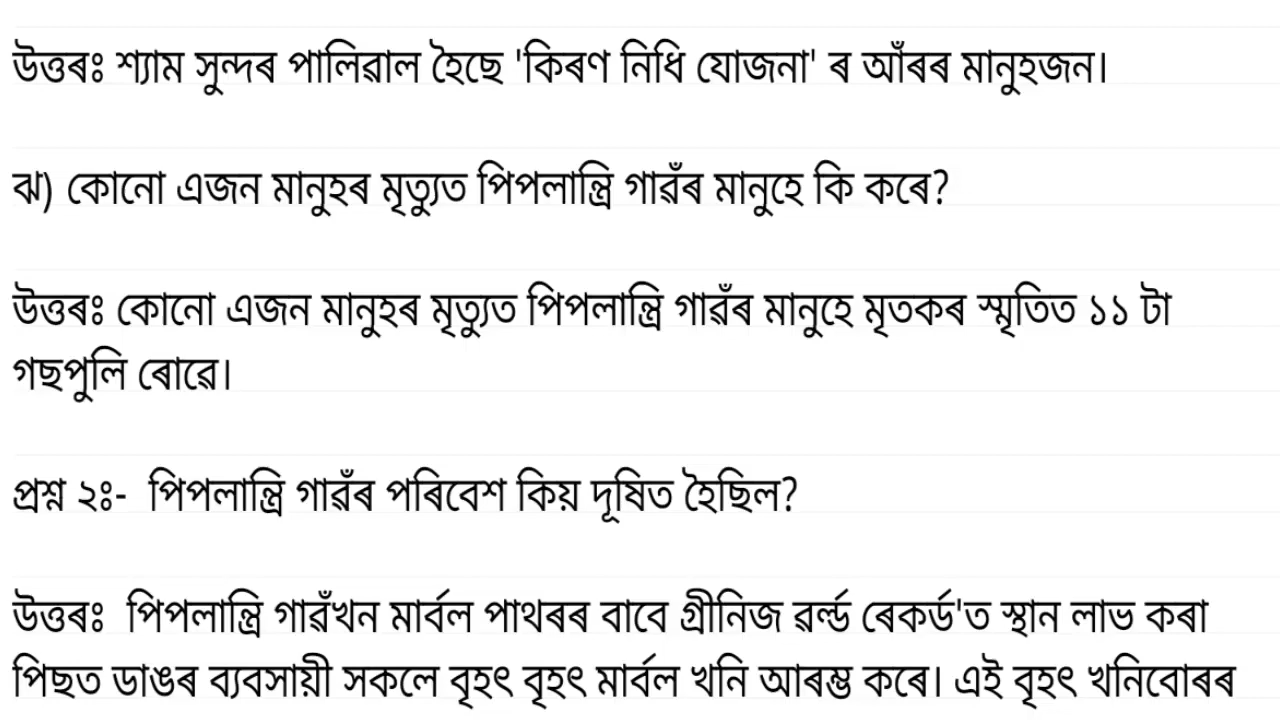 উত্তৰঃ শ্যাম সুন্দৰ পালিৱাল হৈছে 'কিৰণ নিধি যোজনা' ৰ আঁৰৰ মানুহজন।
ঝ) কোনো এজন মানুহৰ মৃত্যুত পিপলান্ত্ৰি গাৱঁৰ মানুহে কি কৰে?
উত্তৰঃ কোনো এজন মানুহৰ মৃত্যুত পিপলান্ত্ৰি গাৱঁৰ মানুহে মৃতকৰ স্মৃতিত ১১ টা
গছপুলি ৰোৱে।
প্ৰশ্ন ২ঃ- পিপলান্ত্ৰি গাৱঁৰ পৰিবেশ কিয় দূষিত হৈছিল?
উত্তৰঃ পিপলান্ত্ৰি গাৱঁখন মাৰ্বল পাথৰৰ বাবে গ্ৰীনিজ ৱৰ্ল্ড ৰেকৰ্ড'ত স্থান লাভ কৰা
পিছত ডাঙৰ ব্যবসায়ী সকলে বৃহৎ বৃহৎ মাৰ্বল খনি আৰম্ভ কৰে। এই বৃহৎ খনিবোৰৰ